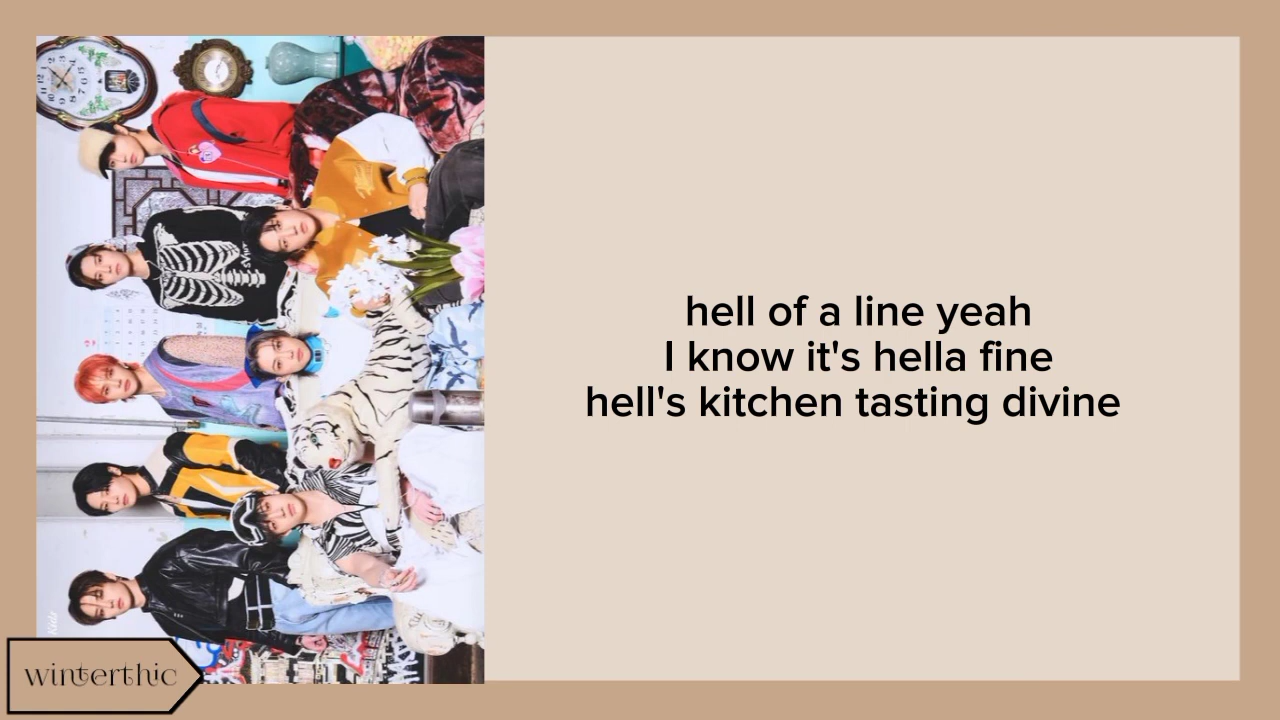 hell of a line yeah
I know it's hella fine
hell's kitchen tasting divine
winterthic